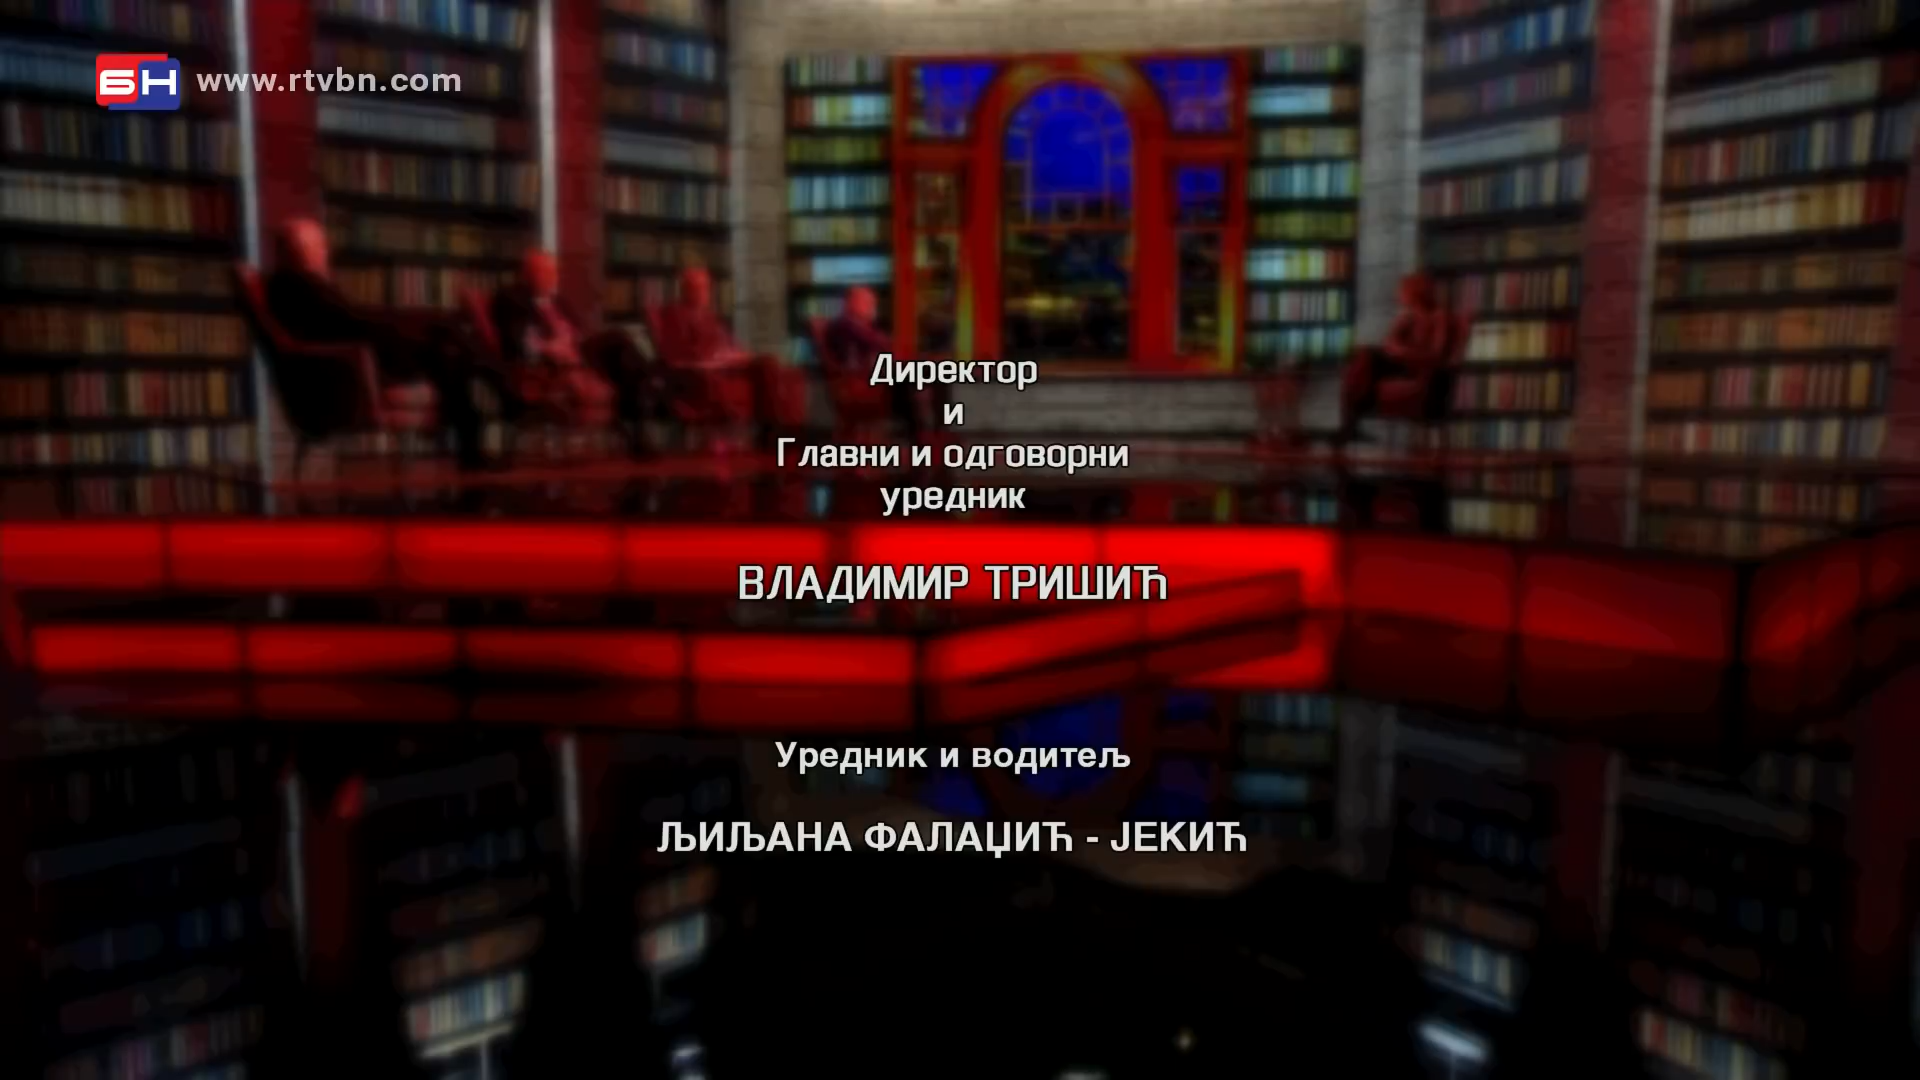 БН www.rtvbn.com
Директор
и
Главни и одговорни
уредник
ВЛАДИМИР ТРИШИЋ
Уредник и водитељ
ЉИЉАНА ФАЛАЏИЋ - ЈЕКИЋ